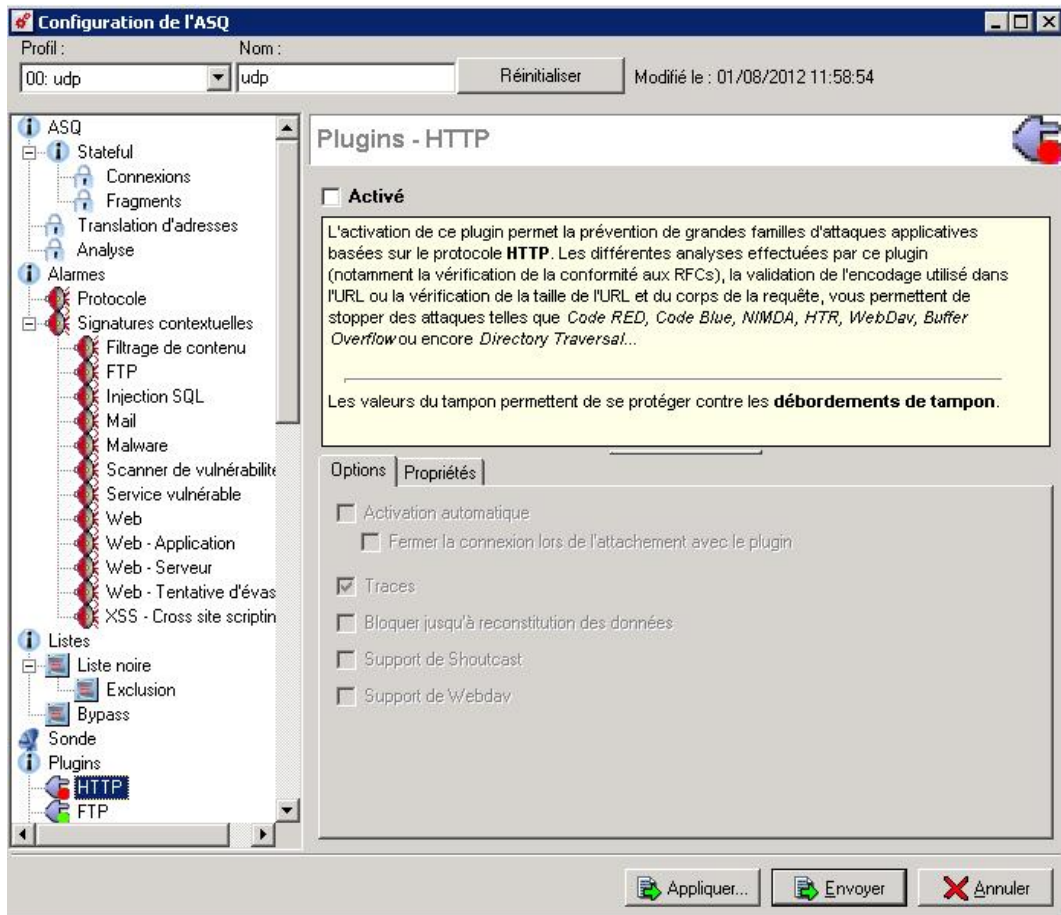 Configuration de l'ASQ
Profil :
Nom :
00: udp
udp
Réinitialiser
Modifié le : 01/08/2012 11:58:54
ASQ
Stateful
Connexions
Fragments
Translation d'adresses
Analyse
Alarmes
Protocole
Signatures contextuelles
Filtrage de contenu
FTP
Injection SQL
Mail
Malware
Scanner de vulnérabilité
Service vulnérable
Web
Web - Application
Web - Serveur
Web - Tentative d'évas
XSS - Cross site scriptin
Listes
Liste noire
Exclusion
Bypass
Sonde
Plugins
HTTP
FTP
Plugins - HTTP
Activé
L'activation de ce plugin permet la prévention de grandes familles d'attaques applicatives
basées sur le protocole HTTP. Les différentes analyses effectuées par ce plugin
(notamment la vérification de la conformité aux RFCs), la validation de l'encodage utilisé dans
l'URL ou la vérification de la taille de l'URL et du corps de la requête, vous permettent de
stopper des attaques telles que Code RED, Code Blue, NIMDA, HTR, WebDav, Buffer
Overflow ou encore Directory Traversal...
Les valeurs du tampon permettent de se protéger contre les débordements de tampon.
Options
Propriétés
Activation automatique
Fermer la connexion lors de l'attachement avec le plugin
Traces
Bloquer jusqu'à reconstitution des données
Support de Shoutcast
Support de Webdav
Appliquer...
Envoyer
Annuler